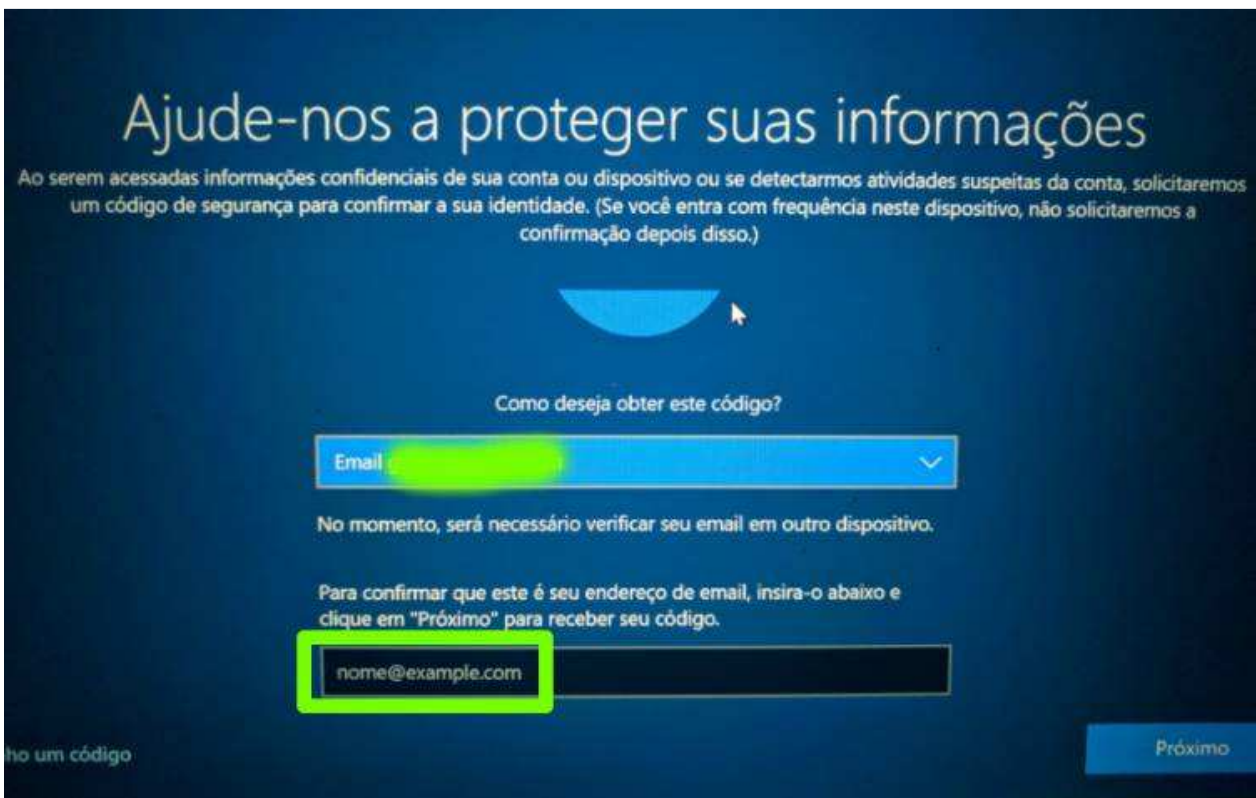 Ajude-nos a proteger suas informações
Ao serem acessadas informações confidenciais de sua conta ou dispositivo ou se detectarmos atividades suspeitas da conta, solicitaremos
um código de segurança para confirmar a sua identidade. (Se você entra com frequência neste dispositivo, não solicitaremos a
confirmação depois disso.)
Como deseja obter este código?
Email
No momento, será necessário verificar seu email em outro dispositivo.
Para confirmar que este é seu endereço de email, insira-o abaixo e
clique em "Próximo" para receber seu código.
nome@example.com
um código
Próximo